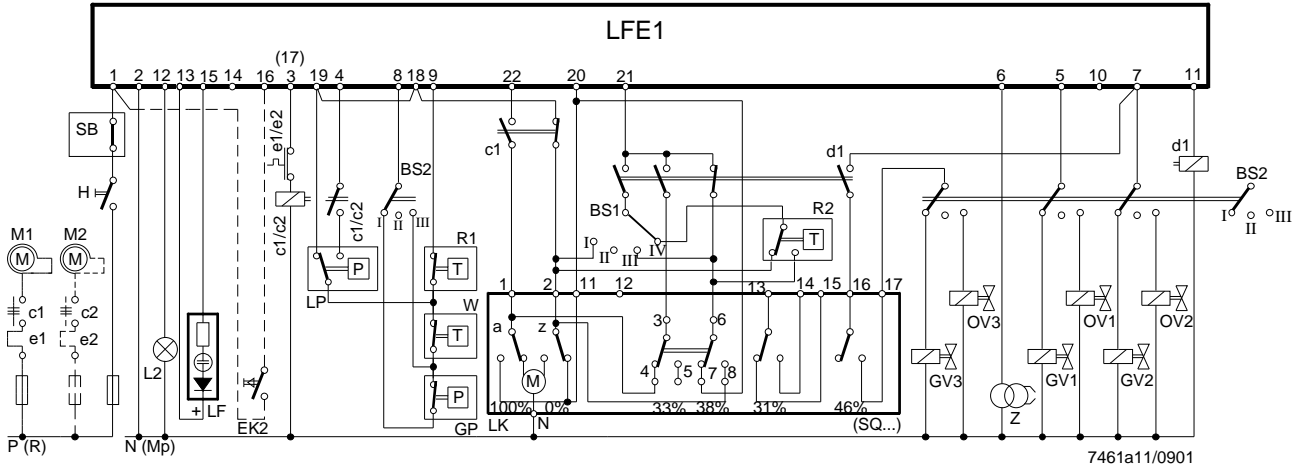 LFE1
(17)
1 2 12 13 15 14 16 3 19 4 8 18 9 22 20 21 6 5 10 7 11
SB
e1/e2
c1
d1
d1
H
BS2
BS2
BS1
R2
I II III
I II III IV
T
I II III
M1 M2
M M
c1/c2
c1/c2
P
LP
R1
T
1 2 11 12 13 14 15 16 17
c1 c2
e1 e2
W
T
a z 3 6
OV3 OV1 OV2
L2
4 5 7 8
M
GV3 GV1 GV2
P
GP
+ LF
EK2
100% 0% 33% 38% 31% 46%
LK N (SQ...)
Z
P (R) N (Mp)
7461a11/0901